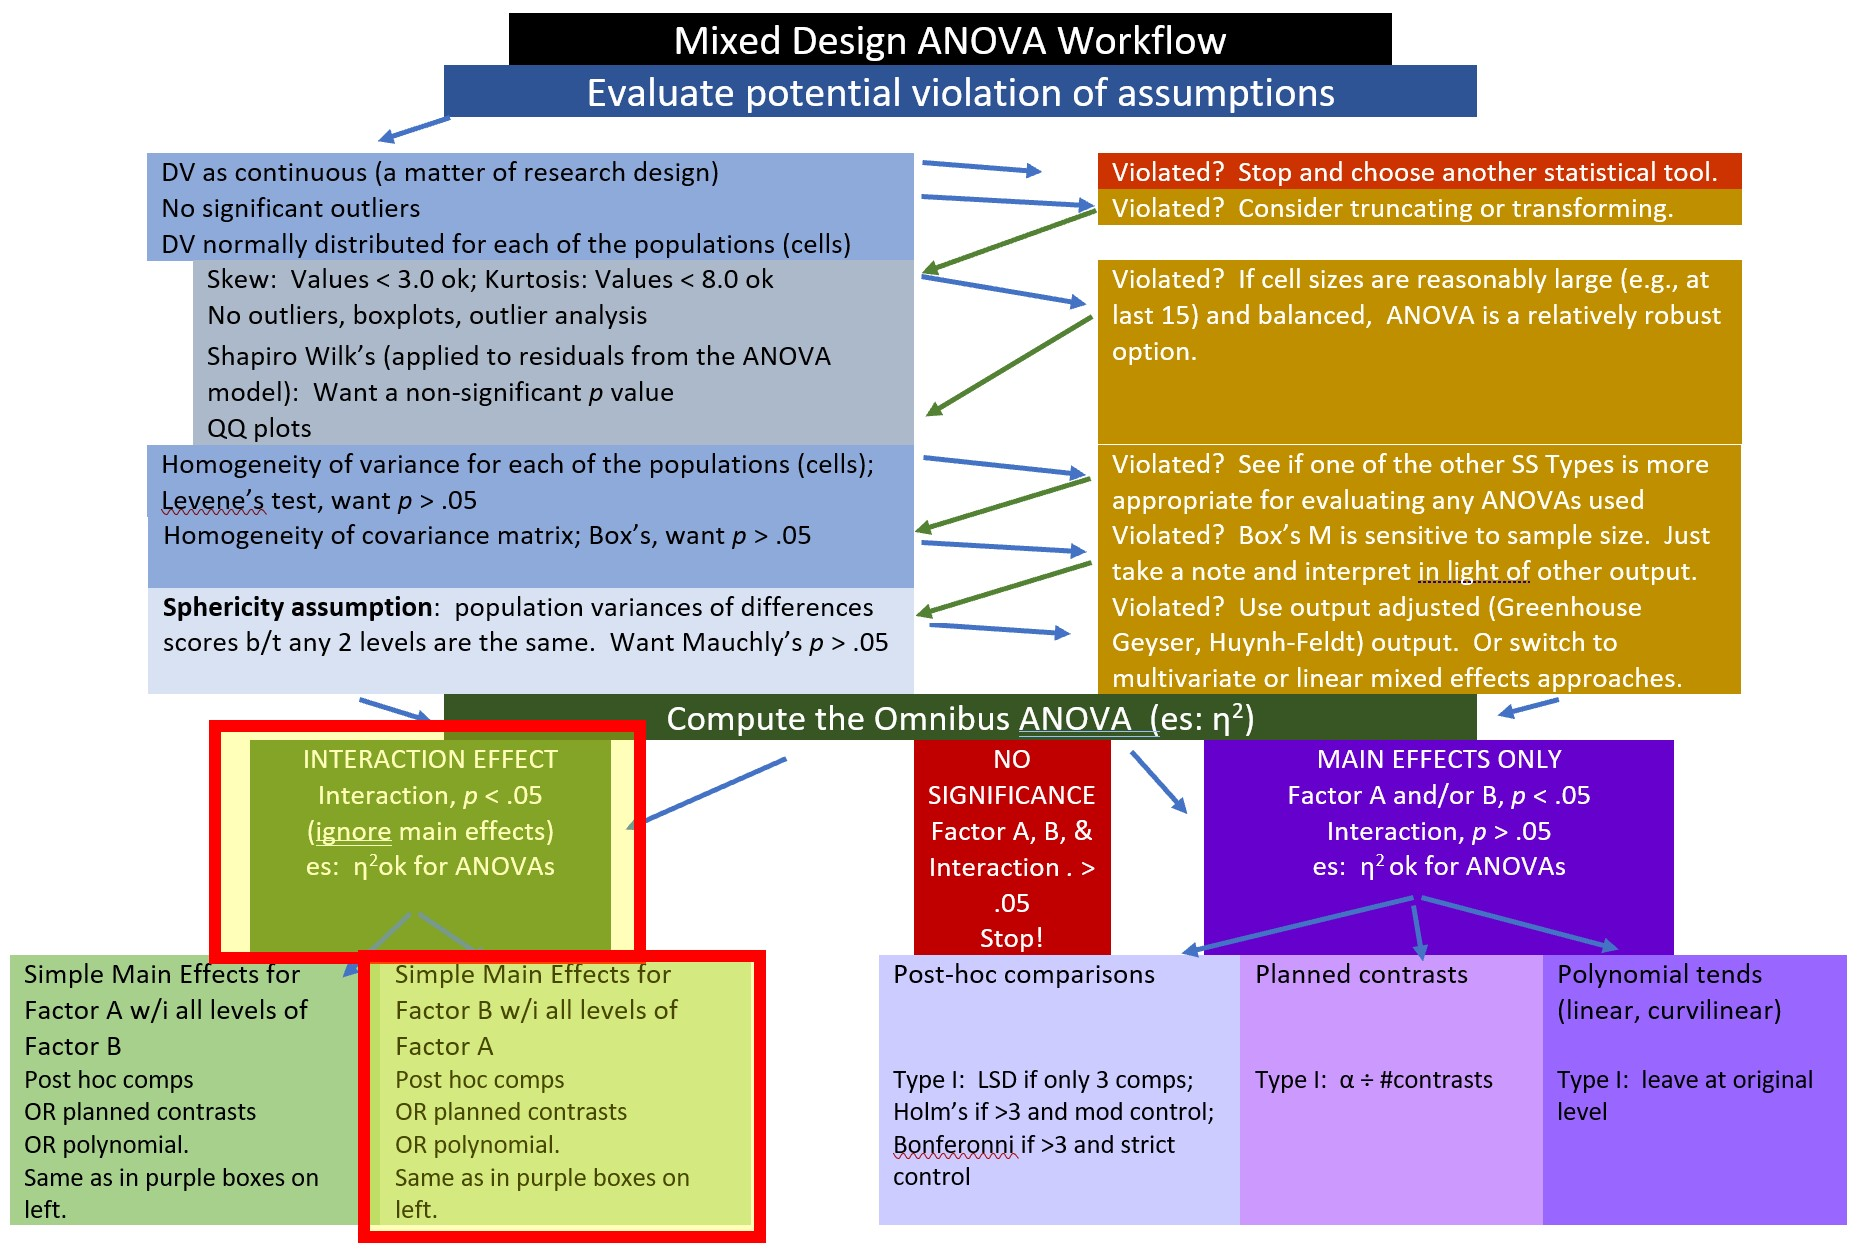 Mixed Design ANOVA Workflow
Evaluate potential violation of assumptions
DV as continuous (a matter of research design)
No significant outliers
DV normally distributed for each of the populations (cells)
Skew:  Values < 3.0 ok; Kurtosis: Values < 8.0 ok
No outliers, boxplots, outlier analysis
Shapiro Wilk’s (applied to residuals from the ANOVA
model):  Want a non-significant p value
QQ plots
Homogeneity of variance for each of the populations (cells);
Levene’s test, want p > .05
Homogeneity of covariance matrix; Box’s, want p > .05
Sphericity assumption:  population variances of differences
scores b/t any 2 levels are the same.  Want Mauchly’s p > .05
Violated?  Stop and choose another statistical tool.
Violated?  Consider truncating or transforming.
Violated?  If cell sizes are reasonably large (e.g., at
last 15) and balanced,  ANOVA is a relatively robust
option.
Violated?  See if one of the other SS Types is more
appropriate for evaluating any ANOVAs used
Violated?  Box’s M is sensitive to sample size.  Just
take a note and interpret in light of other output.
Violated?  Use output adjusted (Greenhouse
Geyser, Huynh-Feldt) output.  Or switch to
multivariate or linear mixed effects approaches.
Compute the Omnibus ANOVA  (es: η²)
INTERACTION EFFECT
Interaction, p < .05
(ignore main effects)
es:  η²ok for ANOVAs
NO
SIGNIFICANCE
Factor A, B, &
Interaction . >
.05
Stop!
MAIN EFFECTS ONLY
Factor A and/or B, p < .05
Interaction, p > .05
es:  η² ok for ANOVAs
Simple Main Effects for
Factor A w/i all levels of
Factor B
Post hoc comps
OR planned contrasts
OR polynomial.
Same as in purple boxes on
left.
Simple Main Effects for
Factor B w/i all levels of
Factor A
Post hoc comps
OR planned contrasts
OR polynomial.
Same as in purple boxes on
left.
Post-hoc comparisons
Type I:  LSD if only 3 comps;
Holm’s if >3 and mod control;
Bonferonni if >3 and strict
control
Planned contrasts
Type I:  α ÷ #contrasts
Polynomial tends
(linear, curvilinear)
Type I:  leave at original
level